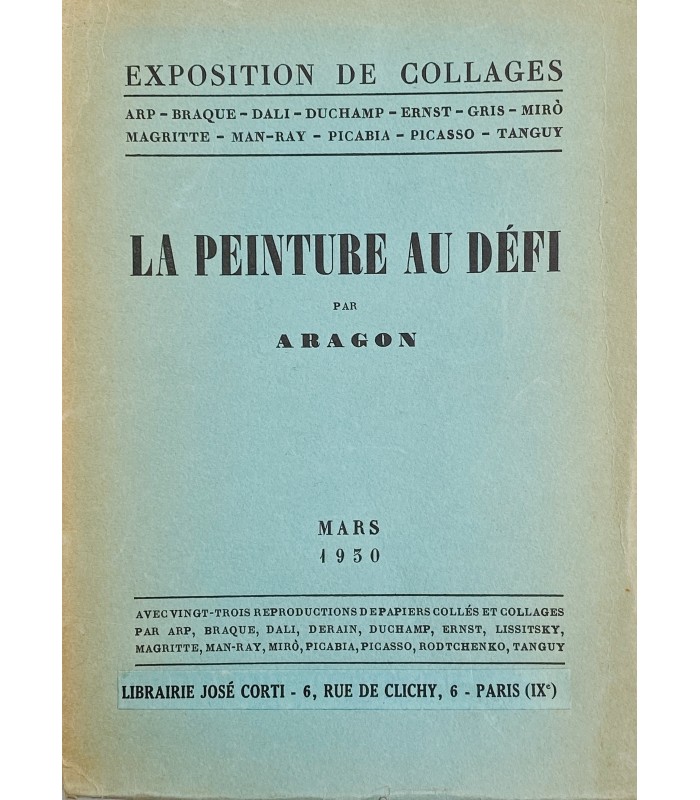 EXPOSITION DE COLLAGES
ARP - BRAQUE - DALI - DUCHAMP - ERNST - GRIS - MIRÒ
MAGRITTE - MAN-RAY - PICABIA - PICASSO - TANGUY
LA PEINTURE AU DÉFI
PAR
ARAGON
MARS
1930
AVEC VINGT-TROIS REPRODUCTIONS DE PAPIERS COLLÉS ET COLLAGES
PAR ARP, BRAQUE, DALI, DERAIN, DUCHAMP, ERNST, LISSITSKY,
MAGRITTE, MAN-RAY, MIRÒ, PICABIA, PICASSO, RODTCHENKO, TANGUY
LIBRAIRIE JOSÉ CORTI - 6, RUE DE CLICHY, 6 - PARIS (IXe)